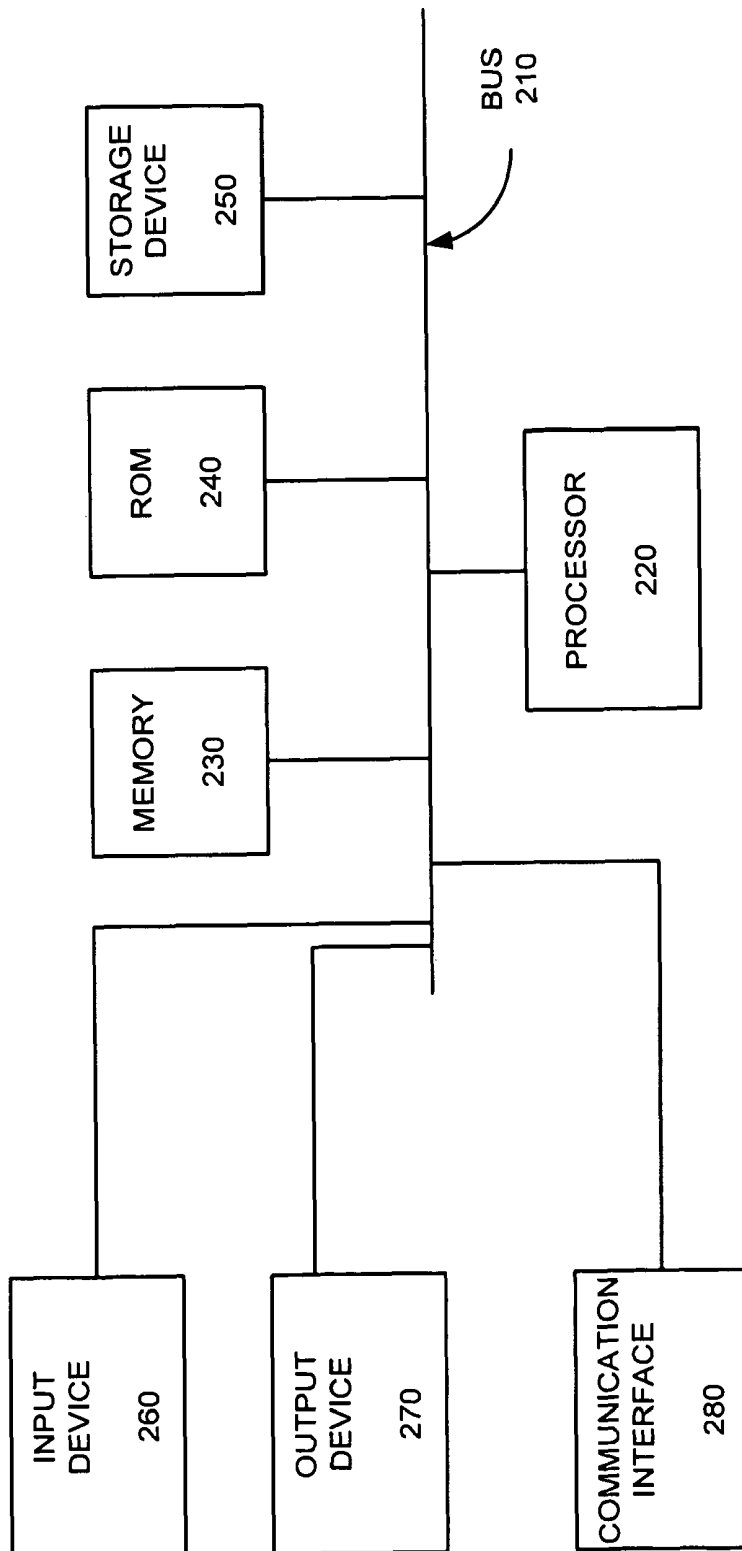 INPUT
DEVICE
260
OUTPUT
DEVICE
270
COMMUNICATION
INTERFACE
280
MEMORY
230
ROM
240
STORAGE
DEVICE
250
PROCESSOR
220
BUS
210